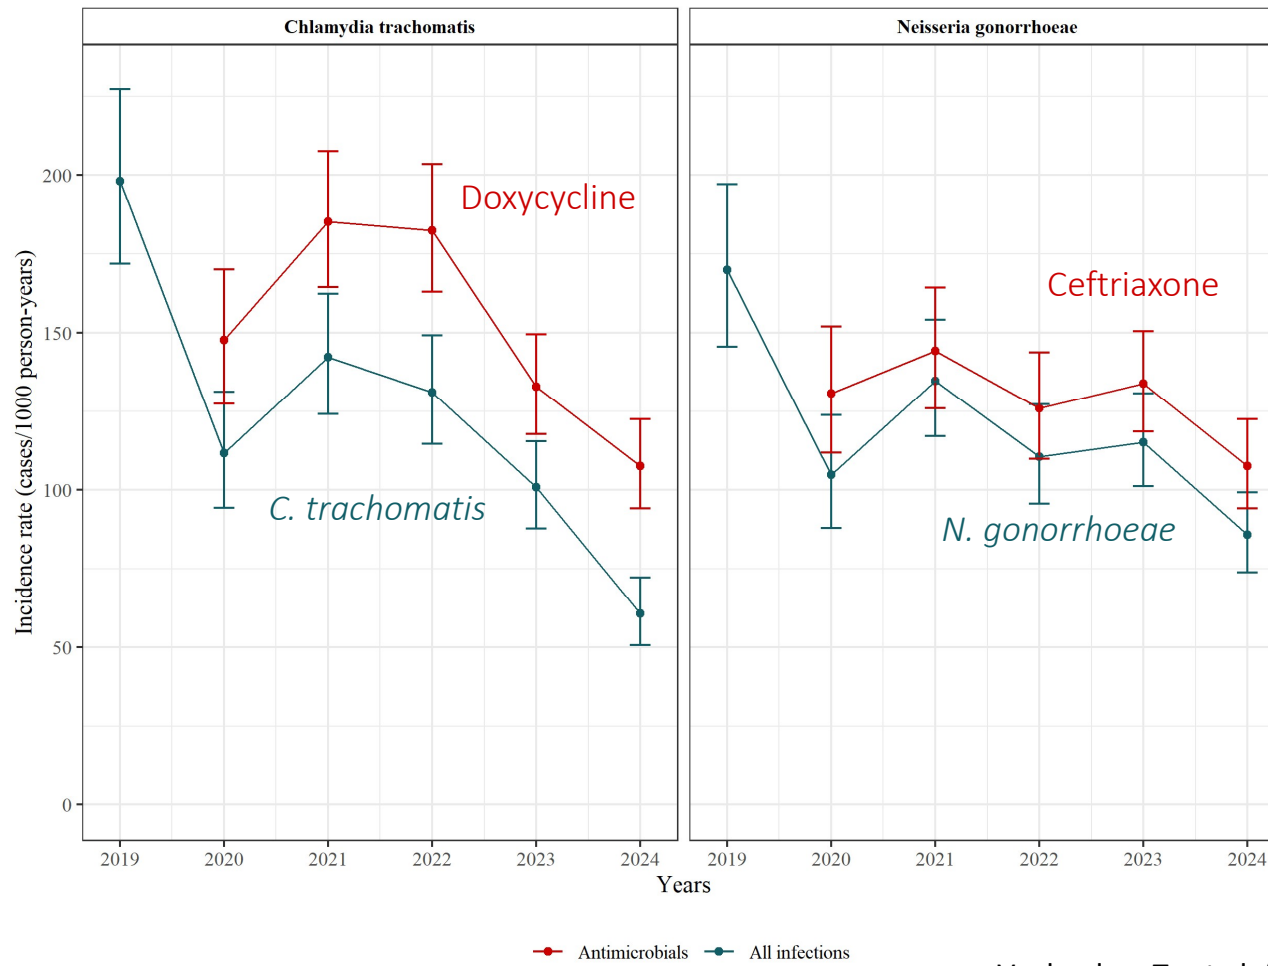 Chlamydia trachomatis
Neisseria gonorrhoeae
Incidence rate (cases/1000 person-years)
200
150
100
50
0
Doxycycline
C. trachomatis
Ceftriaxone
N. gonorrhoeae
2019 2020 2021 2022 2023 2024
2019 2020 2021 2022 2023 2024
Years
Antimicrobials All infections